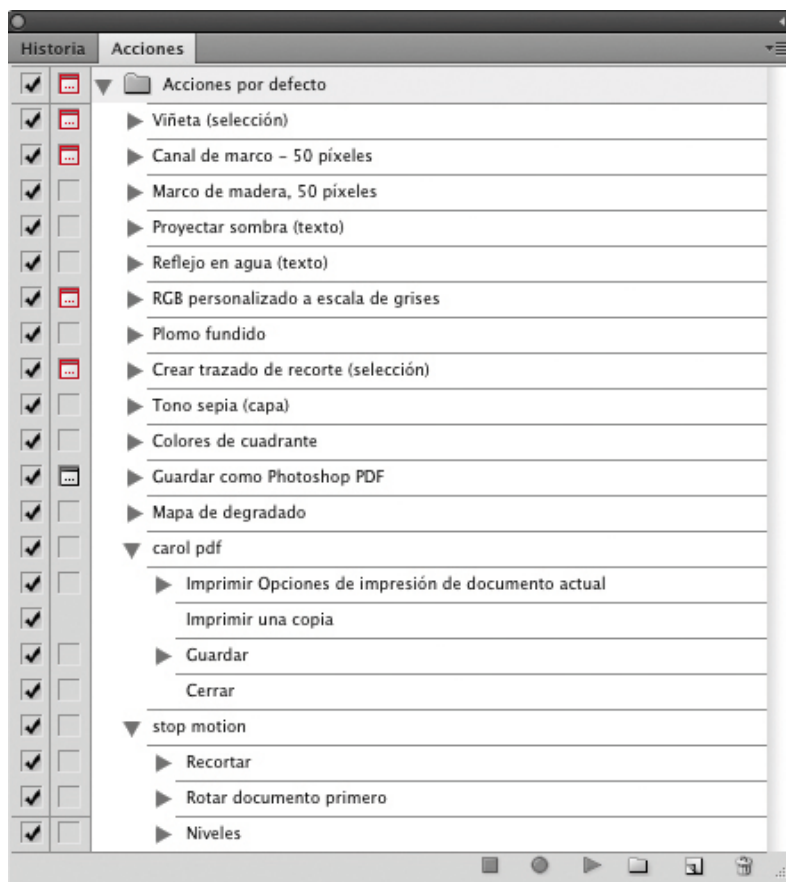 Historia Acciones
Acciones por defecto
Viñeta (selección)
Canal de marco – 50 píxeles
Marco de madera, 50 píxeles
Proyectar sombra (texto)
Reflejo en agua (texto)
RGB personalizado a escala de grises
Plomo fundido
Crear trazado de recorte (selección)
Tono sepia (capa)
Colores de cuadrante
Guardar como Photoshop PDF
Mapa de degradado
carol pdf
Imprimir Opciones de impresión de documento actual
Imprimir una copia
Guardar
Cerrar
stop motion
Recortar
Rotar documento primero
Niveles